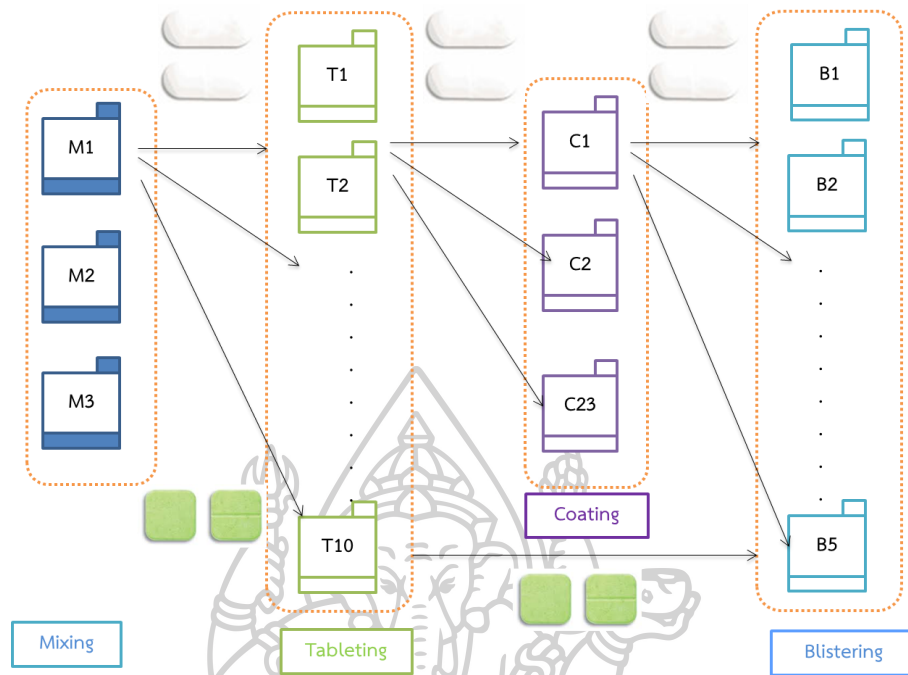 M1
M2
M3
Mixing
T1
T2
T10
Tableting
C1
C2
C23
Coating
B1
B2
B5
Blistering